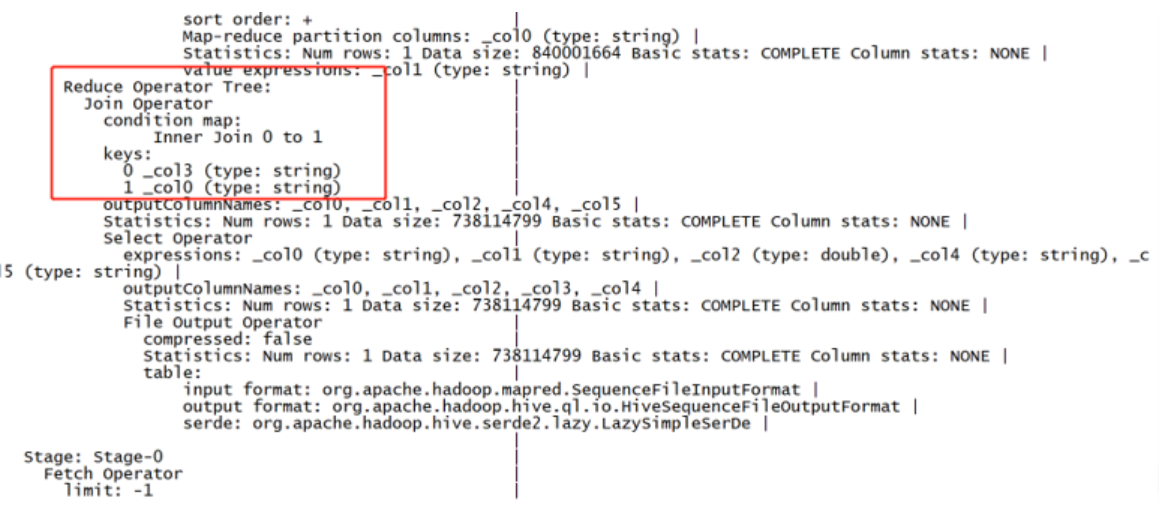 sort order: + |
Map-reduce partition columns: _col0 (type: string) |
Statistics: Num rows: 1 Data size: 840001664 Basic stats: COMPLETE Column stats: NONE |
value expressions: _col1 (type: string) |
Reduce Operator Tree: |
Join Operator |
condition map: |
Inner Join 0 to 1 |
keys: |
0 _col3 (type: string) |
1 _col0 (type: string) |
outputColumnNames: _col0, _col1, _col2, _col4, _col5 |
Statistics: Num rows: 1 Data size: 738114799 Basic stats: COMPLETE Column stats: NONE |
Select Operator |
expressions: _col0 (type: string), _col1 (type: string), _col2 (type: double), _col4 (type: string), _c
l5 (type: string) |
outputColumnNames: _col0, _col1, _col2, _col3, _col4 |
Statistics: Num rows: 1 Data size: 738114799 Basic stats: COMPLETE Column stats: NONE |
File Output Operator |
compressed: false |
Statistics: Num rows: 1 Data size: 738114799 Basic stats: COMPLETE Column stats: NONE |
table: |
input format: org.apache.hadoop.mapred.SequenceFileInputFormat |
output format: org.apache.hadoop.hive.ql.io.HiveSequenceFileOutputFormat |
serde: org.apache.hadoop.hive.serde2.lazy.LazySimpleSerDe |
|
Stage: Stage-0 |
Fetch Operator |
limit: -1 |